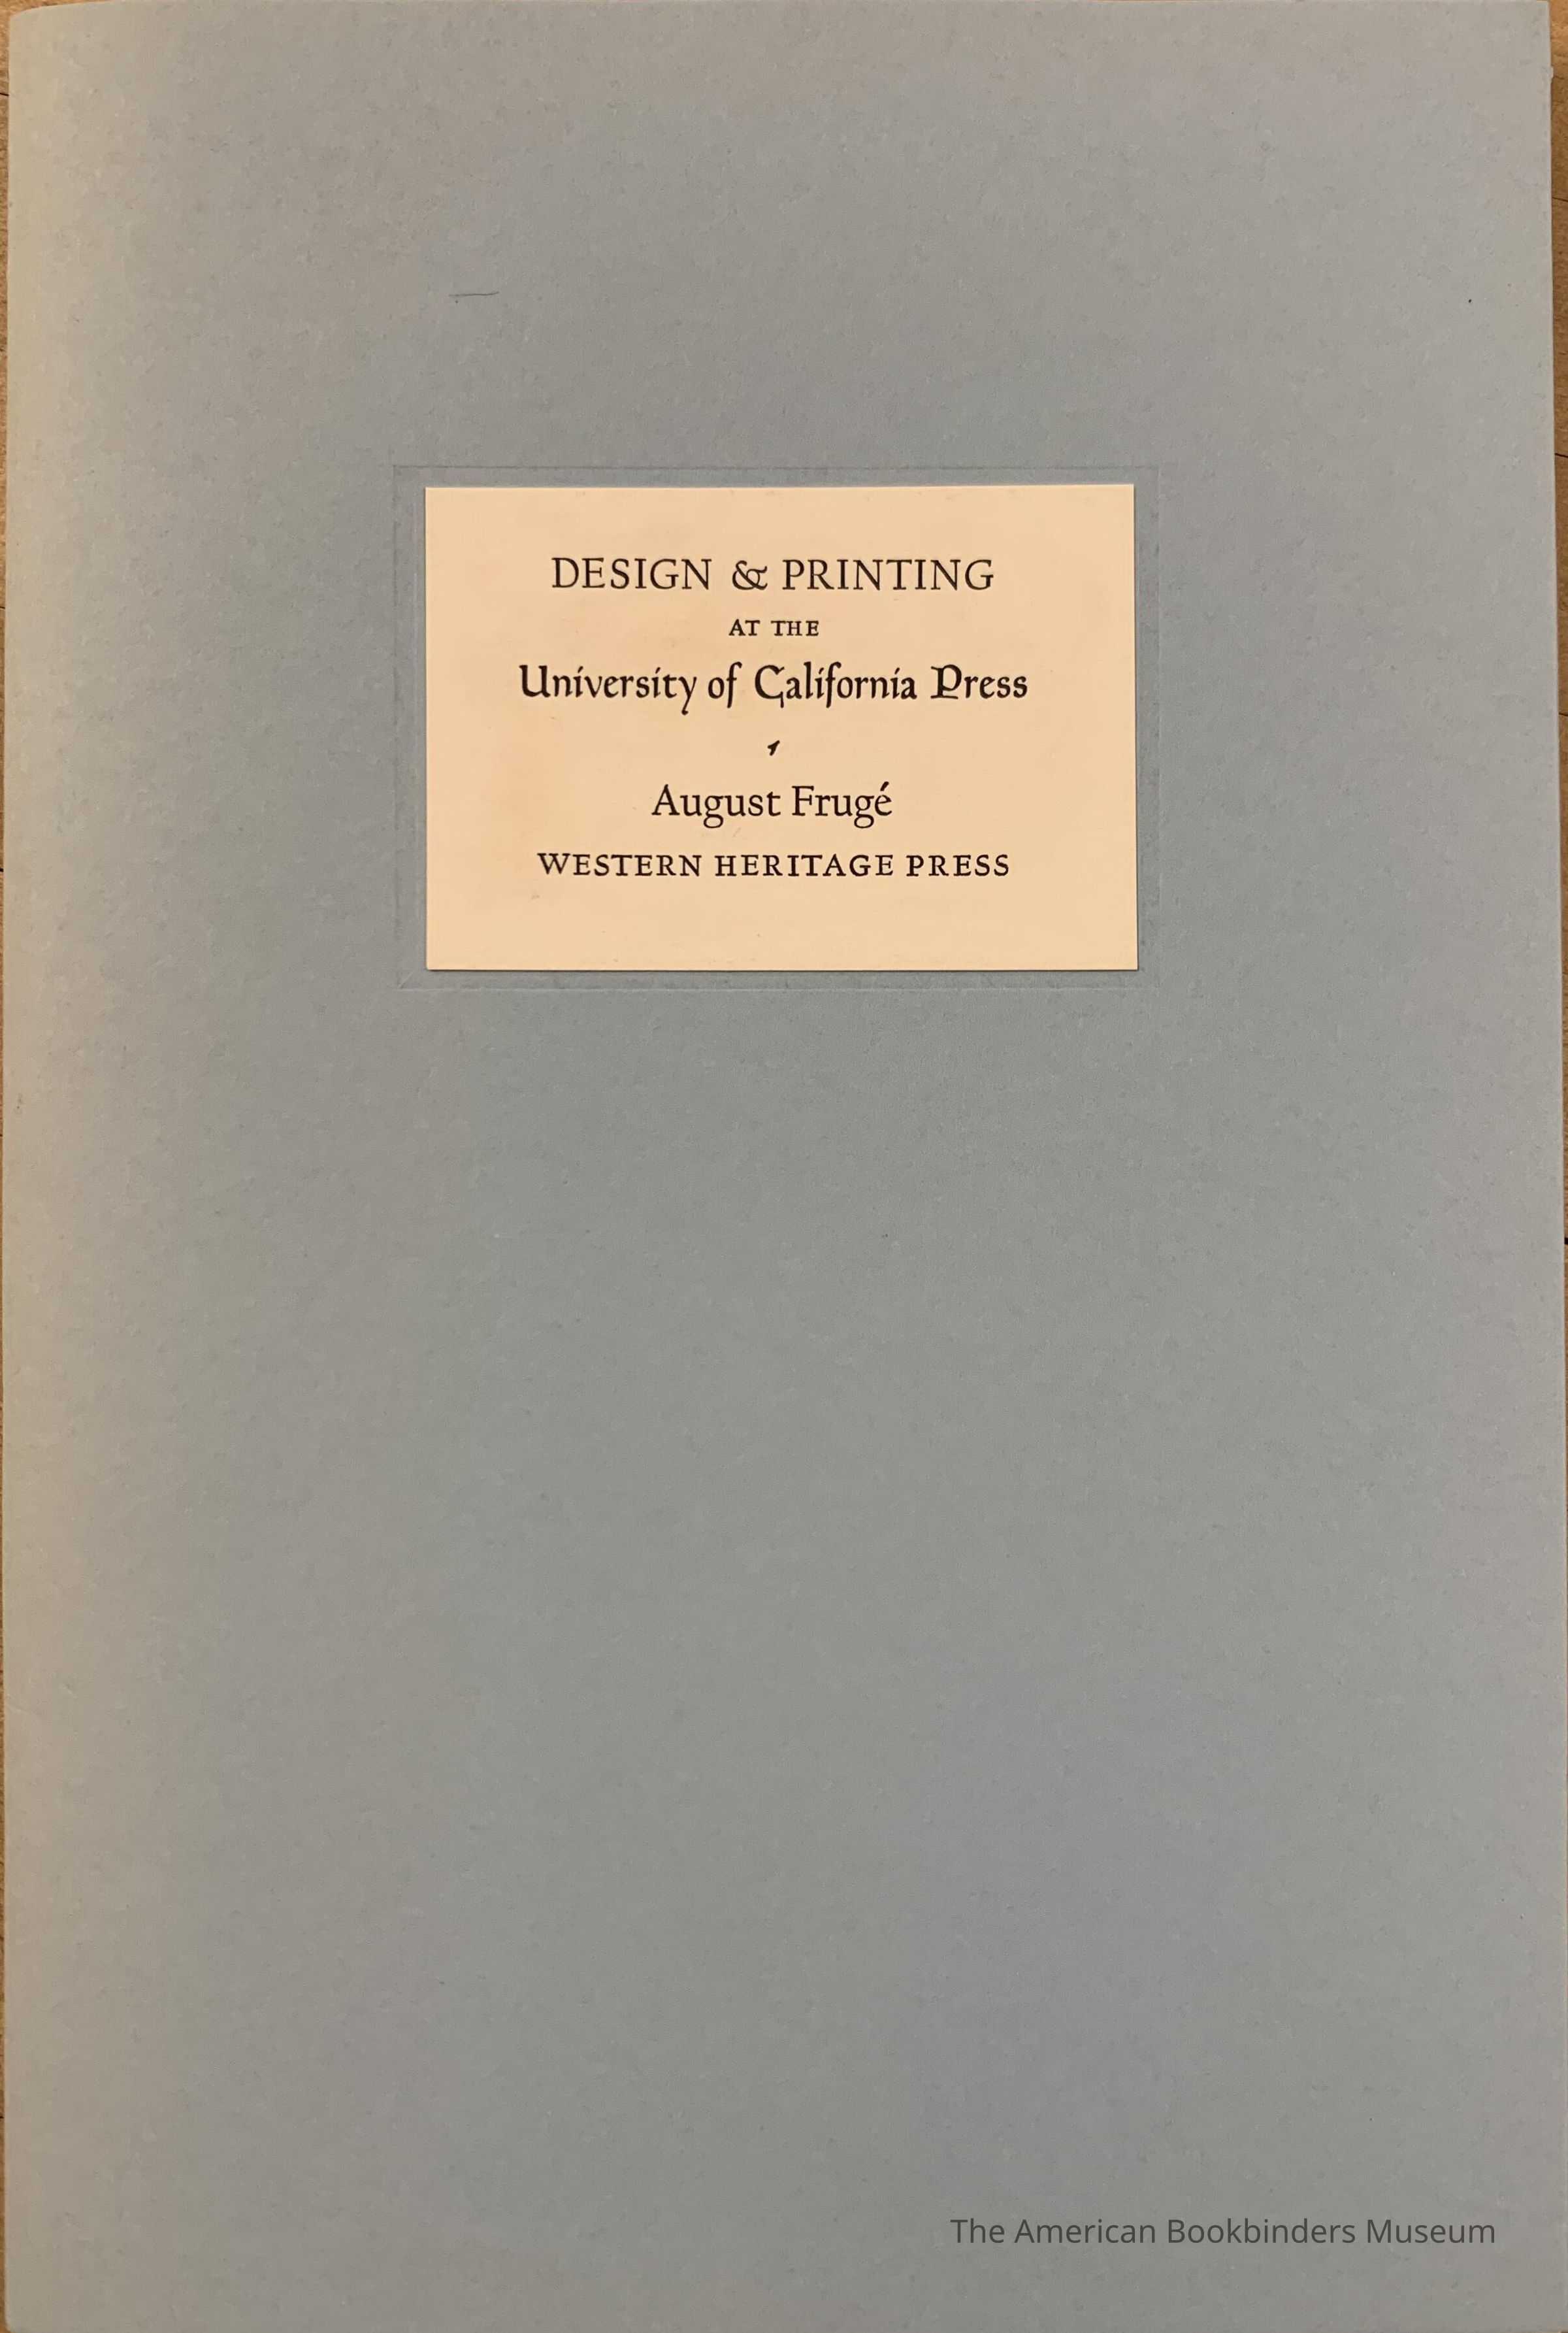 DESIGN & PRINTING
AT THE
University of California Press
August Frugé
WESTERN HERITAGE PRESS
The American Bookbinders Museum